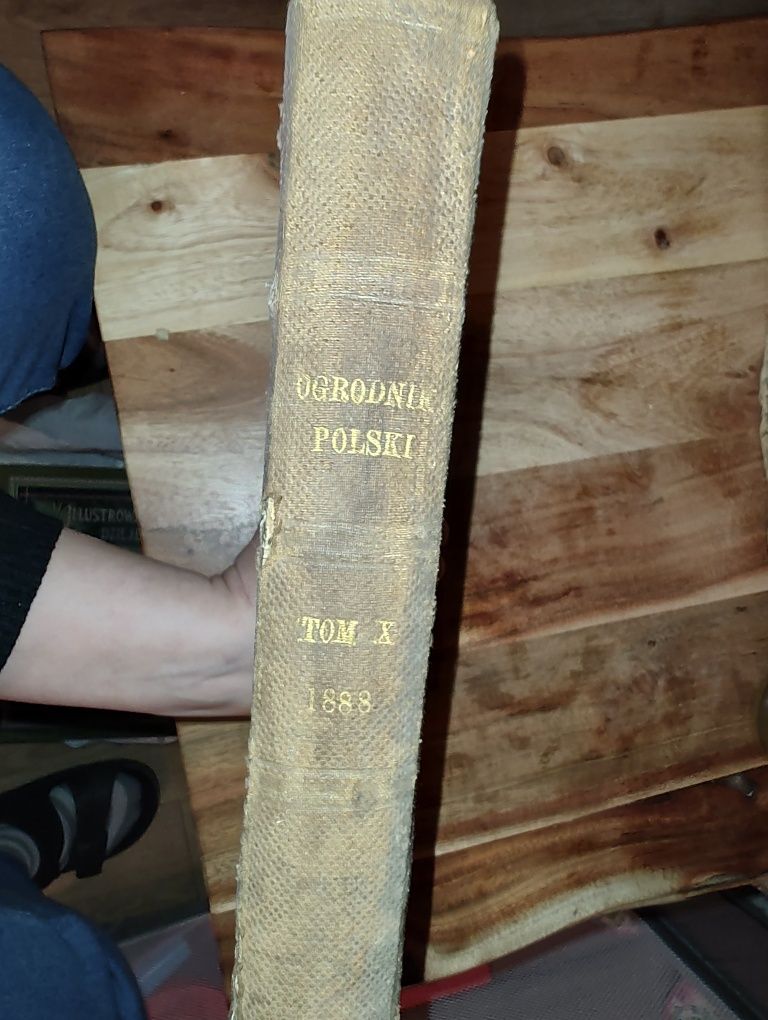 OGRODNIK
POLSKI
TOM X
1888